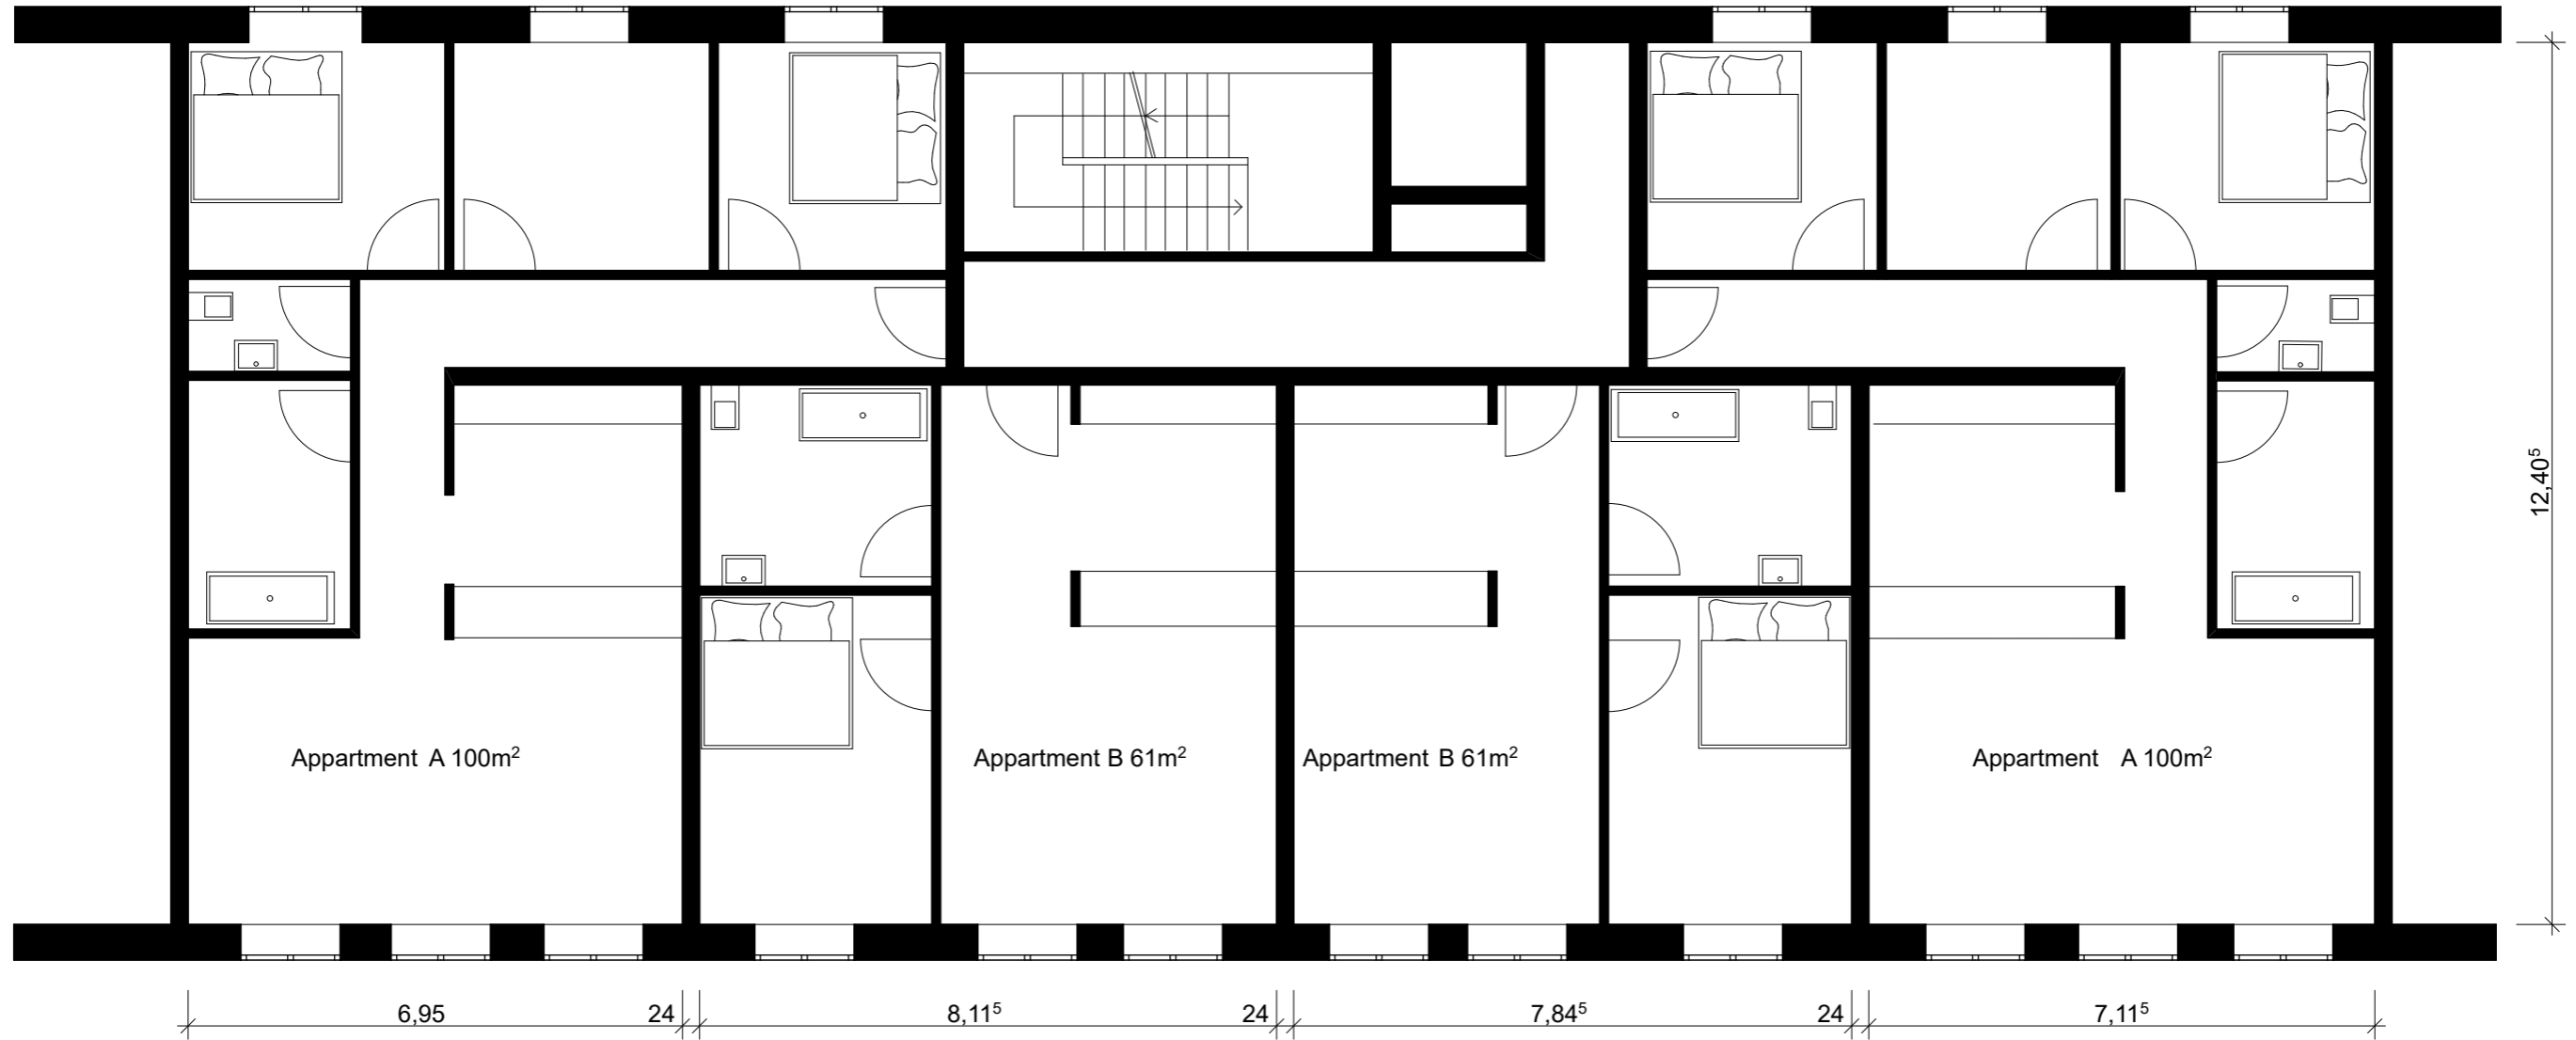 12,40⁵
Appartment A 100m²
Appartment B 61m²
Appartment B 61m²
Appartment A 100m²
6,95
24
8,11⁵
24
7,84⁵
24
7,11⁵